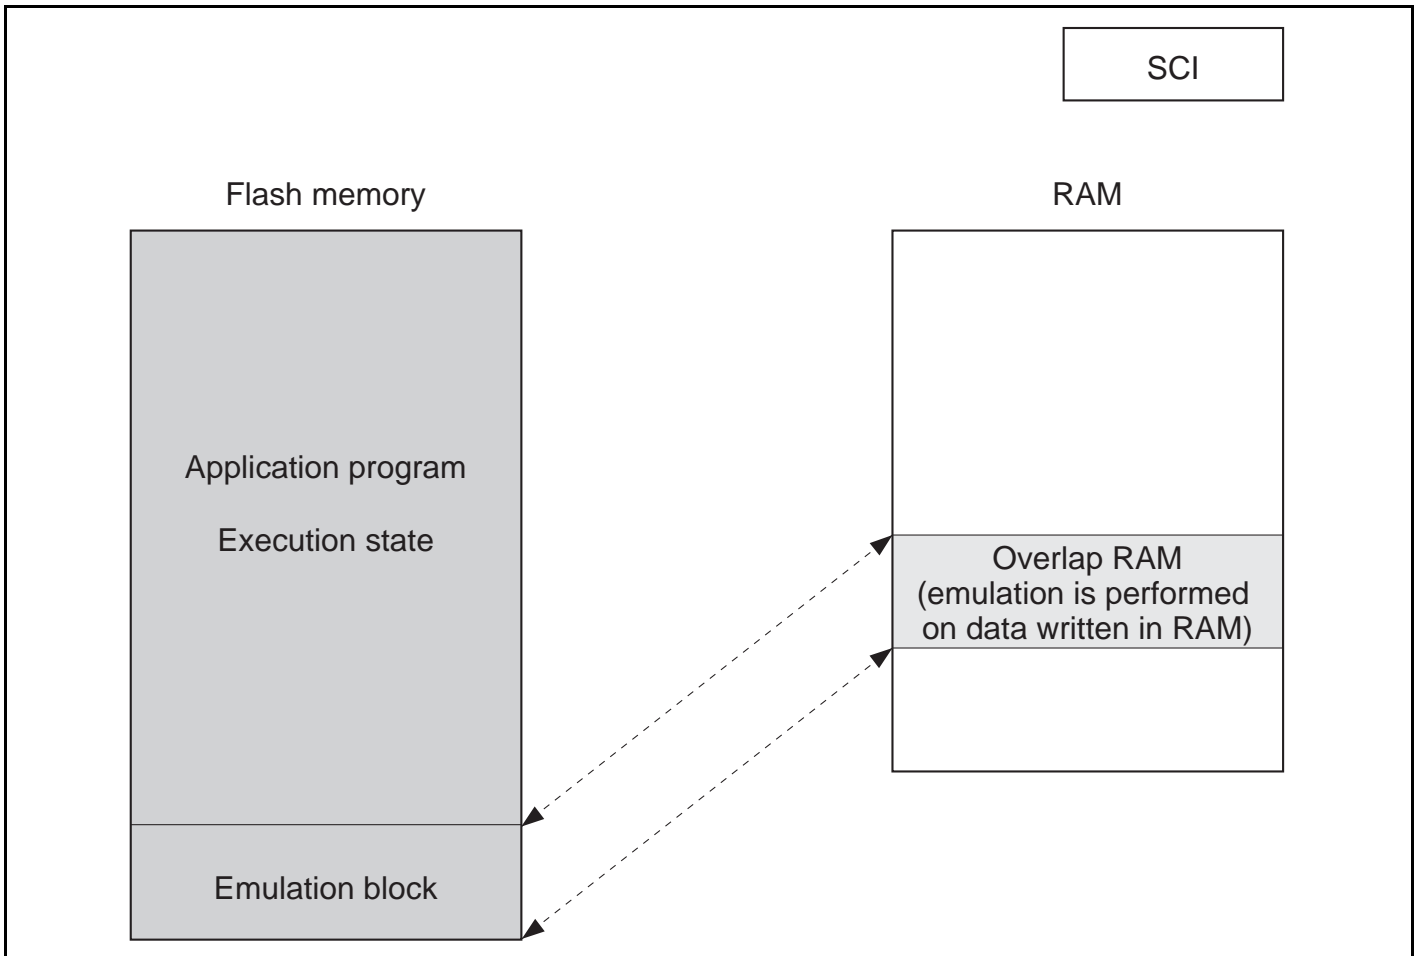 SCI
Flash memory
RAM
Application program
Execution state
Overlap RAM
(emulation is performed
on data written in RAM)
Emulation block